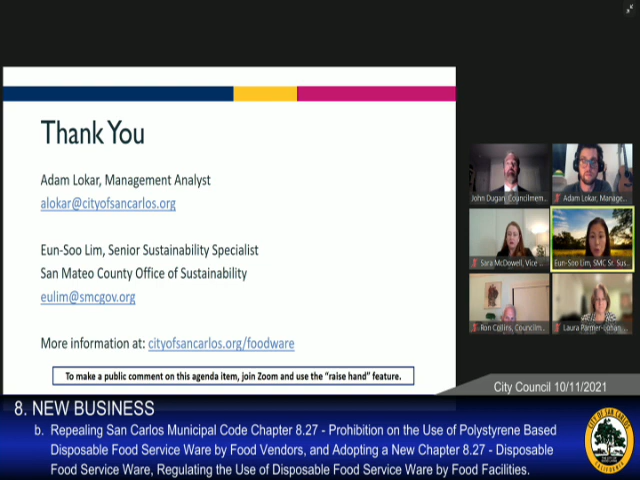 Thank You
Adam Lokar, Management Analyst
alokar@cityofsancarlos.org
Eun-Soo Lim, Senior Sustainability Specialist
San Mateo County Office of Sustainability
eulim@smcgov.org
More information at: cityofsancarlos.org/foodware
To make a public comment on this agenda item, join Zoom and use the “raise hand” feature.
John Dugan, Councilmem...
Adam Lokar, Manage...
Sara McDowell, Vice ...
Eun-Soo Lim, SMC Sr. Sus...
Ron Collins, Councilm...
Laura Parmer-Lohan, ...
City Council 10/11/2021
8. NEW BUSINESS
b. Repealing San Carlos Municipal Code Chapter 8.27 - Prohibition on the Use of Polystyrene Based
Disposable Food Service Ware by Food Vendors, and Adopting a New Chapter 8.27 - Disposable
Food Service Ware, Regulating the Use of Disposable Food Service Ware by Food Facilities.
CITY OF SAN CARLOS
CALIFORNIA